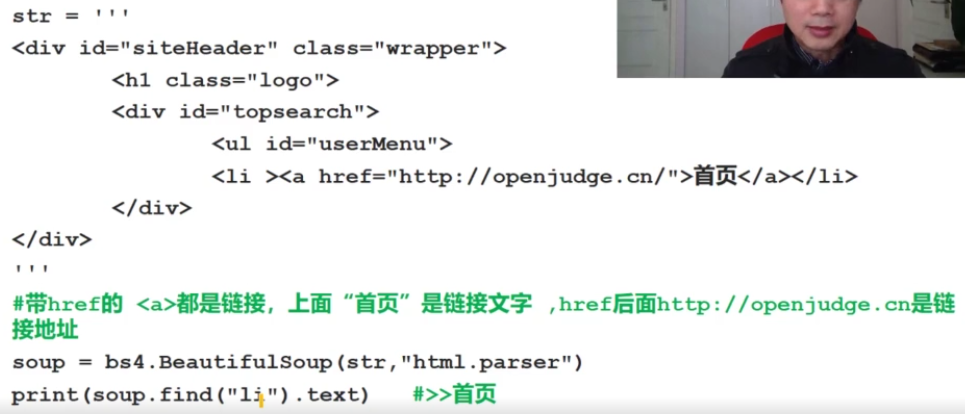 str = '''
<div id="siteHeader" class="wrapper">
<h1 class="logo">
<div id="topsearch">
<ul id="userMenu">
<li ><a href="http://openjudge.cn/">首页</a></li>
</div>
</div>
'''
#带href的 <a>都是链接，上面“首页”是链接文字 ,href后面http://openjudge.cn是链
接地址
soup = bs4.BeautifulSoup(str,"html.parser")
print(soup.find("li").text) #>>首页